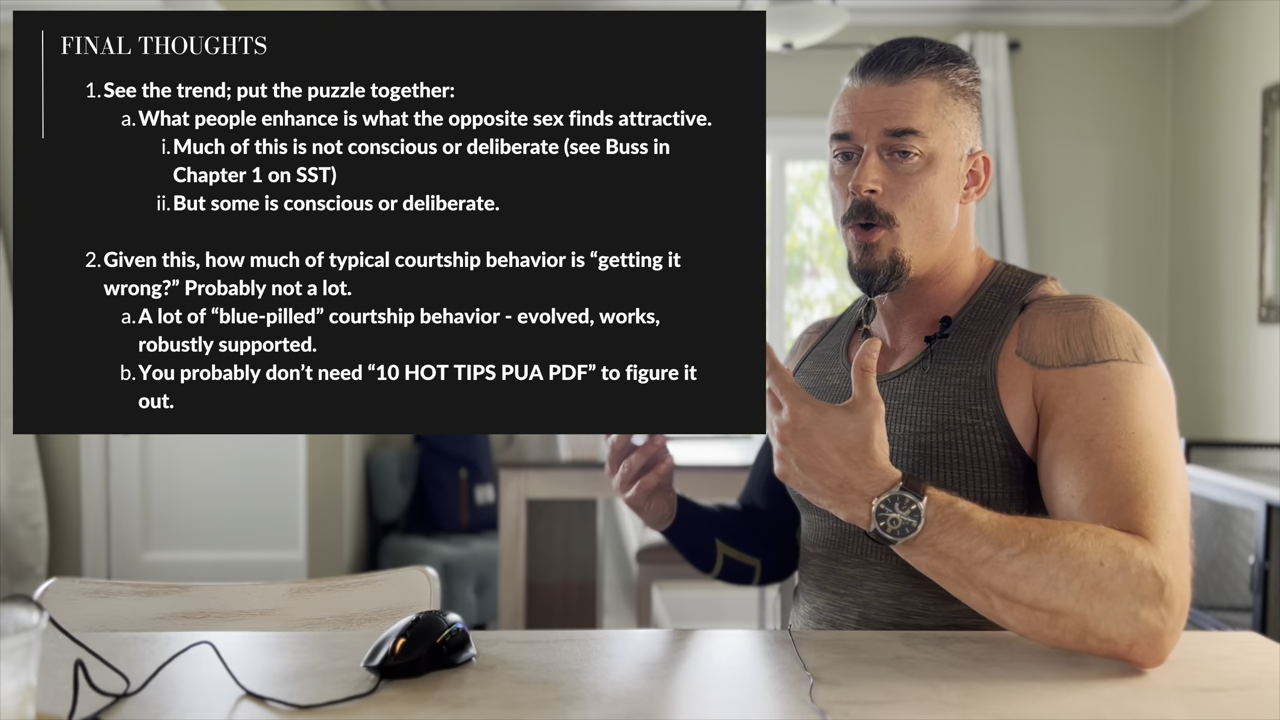 FINAL THOUGHTS
1. See the trend; put the puzzle together:
a. What people enhance is what the opposite sex finds attractive.
i. Much of this is not conscious or deliberate (see Buss in
Chapter 1 on SST)
ii. But some is conscious or deliberate.
2. Given this, how much of typical courtship behavior is “getting it
wrong?” Probably not a lot.
a. A lot of “blue-pilled” courtship behavior - evolved, works,
robustly supported.
b. You probably don’t need “10 HOT TIPS PUA PDF” to figure it
out.